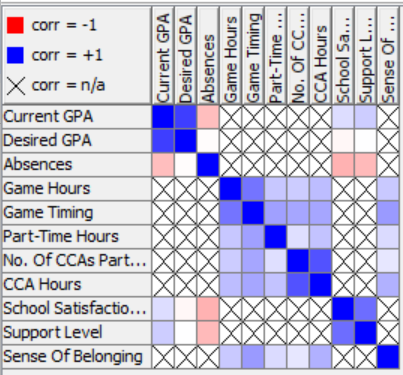 corr = -1
corr = +1
corr = n/a
Current GPA
Desired GPA
Absences
Game Hours
Game Timing
Part-Time ...
No. Of CC...
CCA Hours
School Sa...
Support L...
Sense Of ...
Current GPA
Desired GPA
Absences
Game Hours
Game Timing
Part-Time Hours
No. Of CCAs Part...
CCA Hours
School Satisfactio...
Support Level
Sense Of Belonging